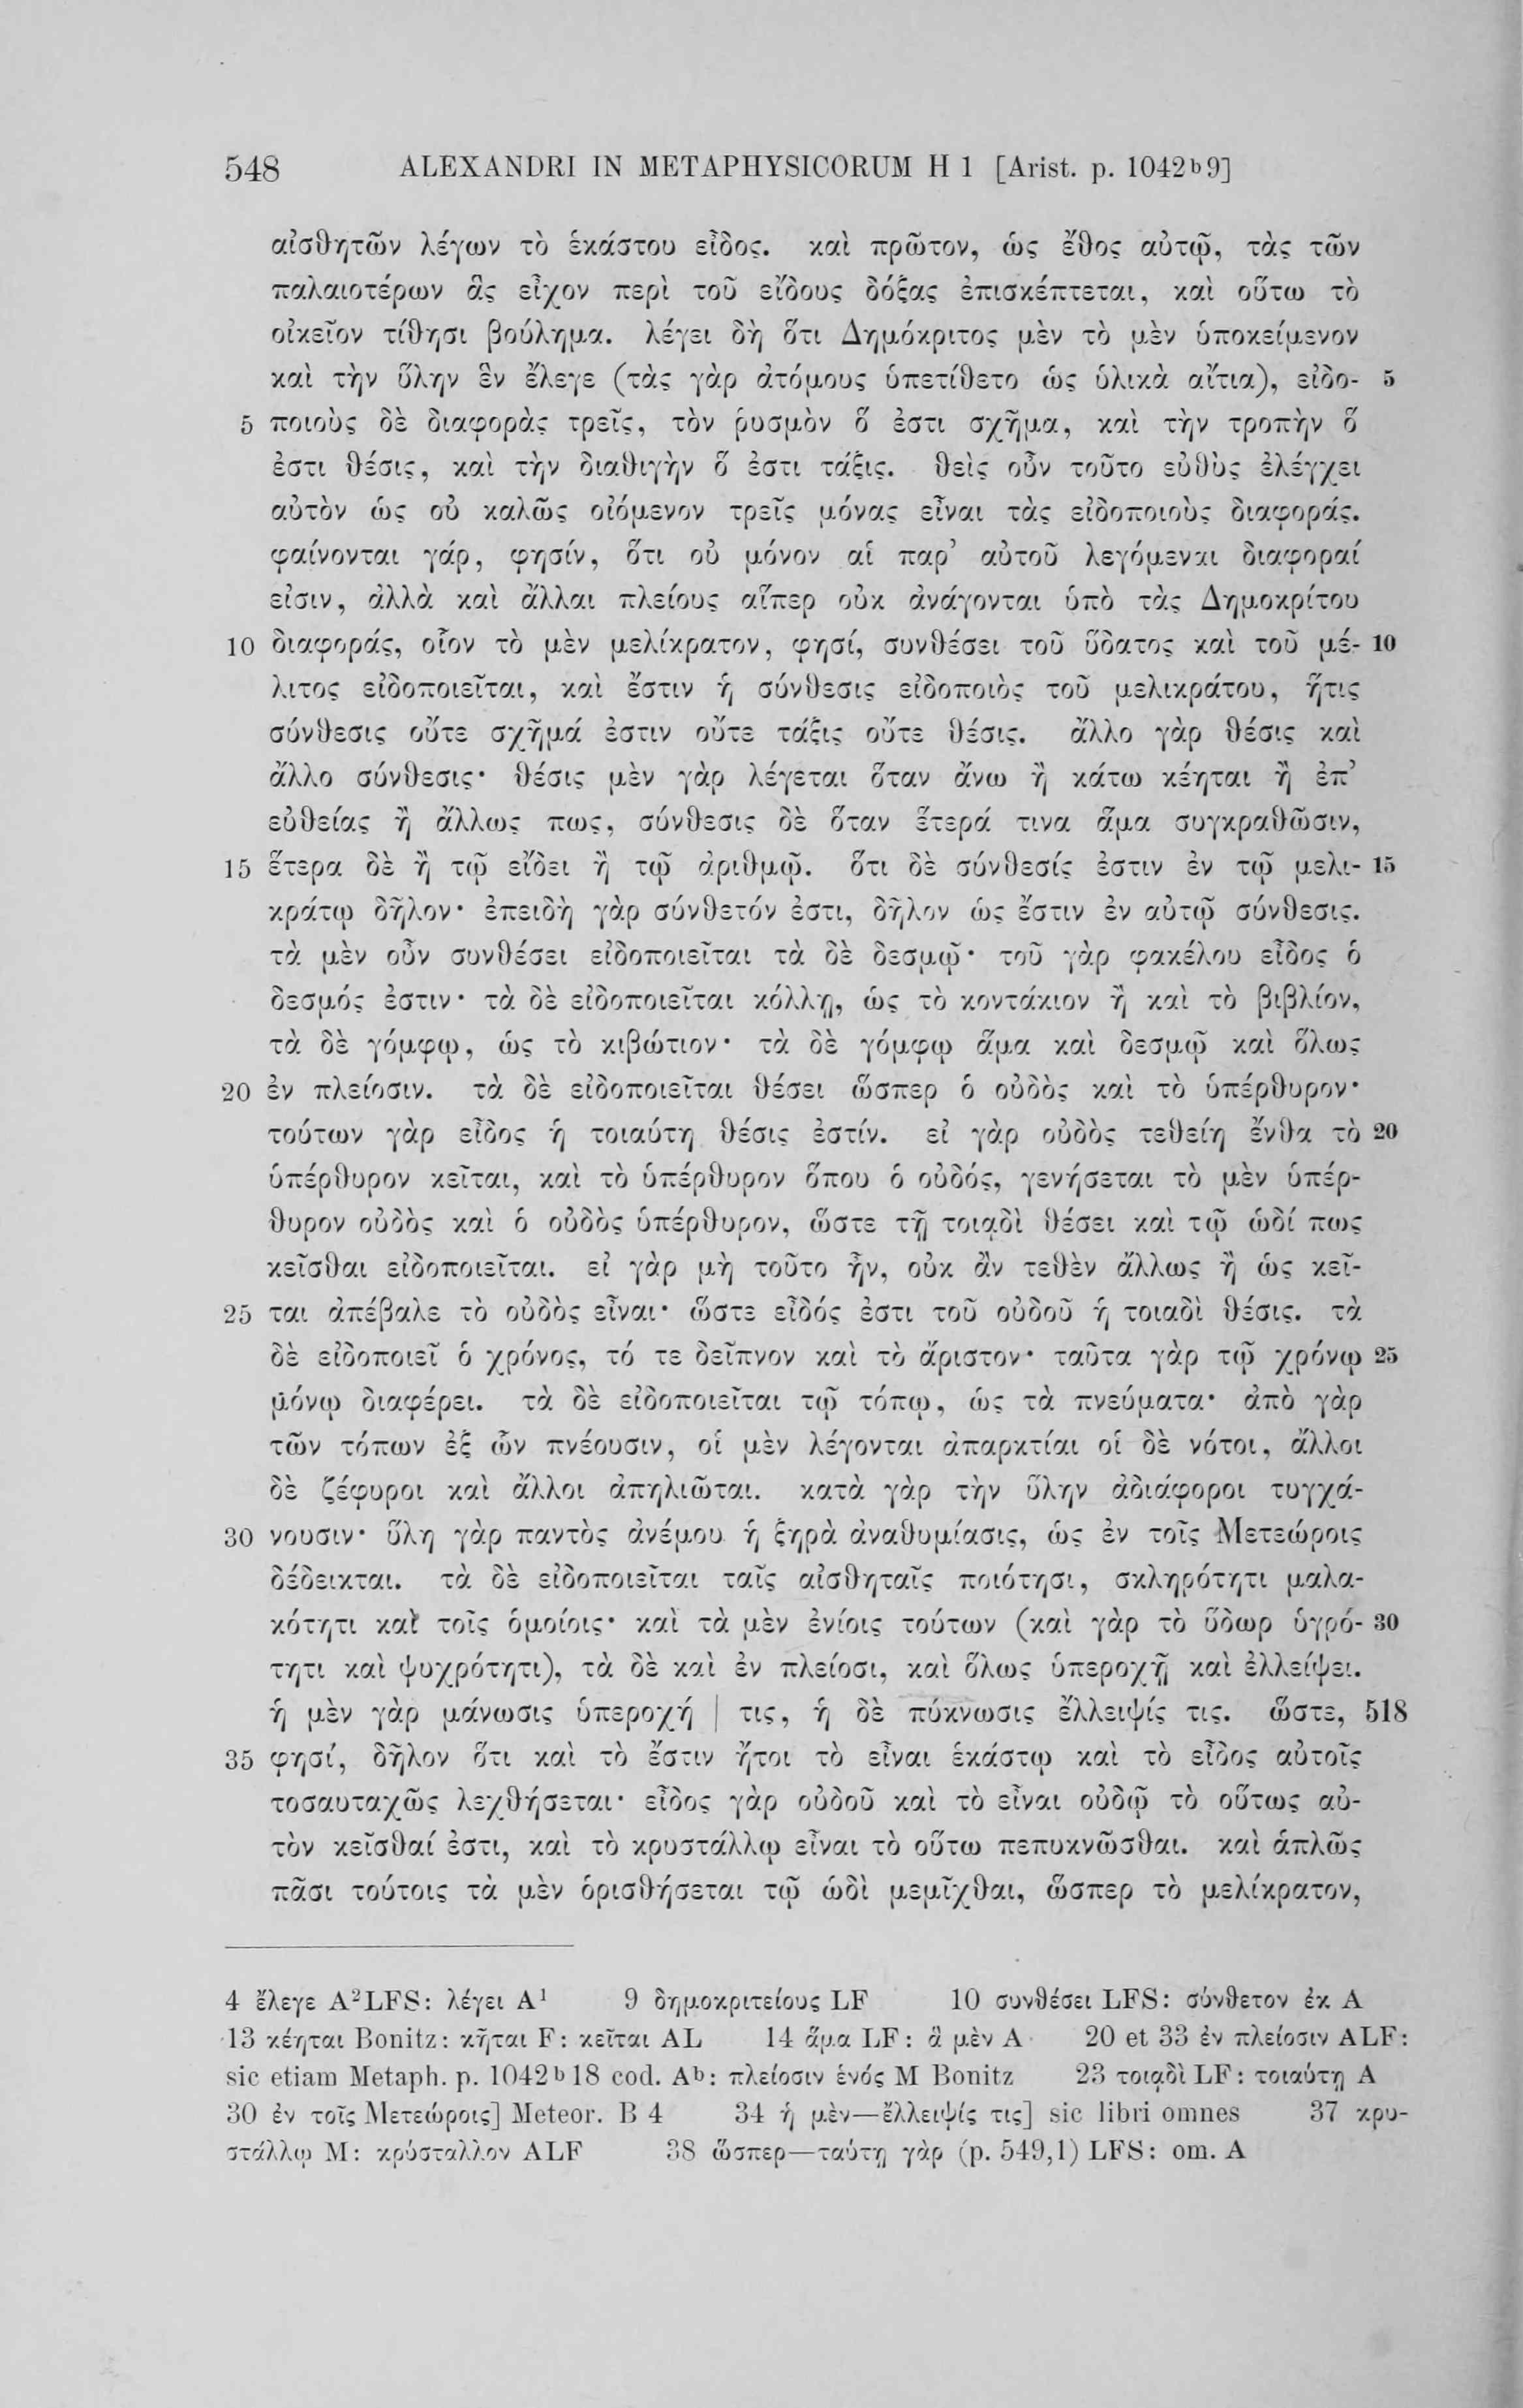 548 ALEXANDRI IN METAPHYSICORUM H 1 [Arist. p. 1042ᵇ9]
αἰσθητῶν λέγων τὸ ἑκάστου εἶδος. καὶ πρῶτον, ὡς ἔθος αὐτῷ, τὰς τῶν
παλαιοτέρων ἃς εἶχον περὶ τοῦ εἴδους δόξας ἐπισκέπτεται, καὶ οὕτω τὸ
οἰκεῖον τίθησι βούλημα. λέγει δὴ ὅτι Δημόκριτος μὲν τὸ μὲν ὑποκείμενον
καὶ τὴν ὕλην ἓν ἔλεγε (τὰς γὰρ ἀτόμους ὑπετίθετο ὡς ὑλικὰ αἴτια), εἰδο- 5
5 ποιοὺς δὲ διαφορὰς τρεῖς, τὸν ῥυσμὸν ὅ ἐστι σχῆμα, καὶ τὴν τροπὴν ὅ
ἐστι θέσις, καὶ τὴν διαθιγὴν ὅ ἐστι τάξις. θεὶς οὖν τοῦτο εὐθὺς ἐλέγχει
αὐτὸν ὡς οὐ καλῶς οἰόμενον τρεῖς μόνας εἶναι τὰς εἰδοποιοὺς διαφοράς.
φαίνονται γάρ, φησίν, ὅτι οὐ μόνον αἱ παρ’ αὐτοῦ λεγόμεναι διαφοραί
εἰσιν, ἀλλὰ καὶ ἄλλαι πλείους αἵπερ οὐκ ἀνάγονται ὑπὸ τὰς Δημοκρίτου
10 διαφοράς, οἷον τὸ μὲν μελίκρατον, φησί, συνθέσει τοῦ ὕδατος καὶ τοῦ μέ- 10
λιτος εἰδοποιεῖται, καὶ ἔστιν ἡ σύνθεσις εἰδοποιὸς τοῦ μελικράτου, ἥτις
σύνθεσις οὔτε σχῆμά ἐστιν οὔτε τάξις οὔτε θέσις. ἄλλο γὰρ θέσις καὶ
ἄλλο σύνθεσις· θέσις μὲν γὰρ λέγεται ὅταν ἄνω ἢ κάτω κέηται ἢ ἐπ’
εὐθείας ἢ ἄλλως πως, σύνθεσις δὲ ὅταν ἕτερά τινα ἅμα συγκραθῶσιν,
15 ἕτερα δὲ ἢ τῷ εἴδει ἢ τῷ ἀριθμῷ. ὅτι δὲ σύνθεσίς ἐστιν ἐν τῷ μελι- 15
κράτῳ δῆλον· ἐπειδὴ γὰρ σύνθετόν ἐστι, δῆλον ὡς ἔστιν ἐν αὐτῷ σύνθεσις.
τὰ μὲν οὖν συνθέσει εἰδοποιεῖται τὰ δὲ δεσμῷ· τοῦ γὰρ φακέλου εἶδος ὁ
δεσμός ἐστιν· τὰ δὲ εἰδοποιεῖται κόλλῃ, ὡς τὸ κοντάκιον ἢ καὶ τὸ βιβλίον,
τὰ δὲ γόμφῳ, ὡς τὸ κιβώτιον· τὰ δὲ γόμφῳ ἅμα καὶ δεσμῷ καὶ ὅλως
20 ἐν πλείοσιν. τὰ δὲ εἰδοποιεῖται θέσει ὥσπερ ὁ οὐδὸς καὶ τὸ ὑπέρθυρον·
τούτων γὰρ εἶδος ἡ τοιαύτη θέσις ἐστίν. εἰ γὰρ οὐδὸς τεθείη ἔνθα τὸ 20
ὑπέρθυρον κεῖται, καὶ τὸ ὑπέρθυρον ὅπου ὁ οὐδός, γενήσεται τὸ μὲν ὑπέρ-
θυρον οὐδὸς καὶ ὁ οὐδὸς ὑπέρθυρον, ὥστε τῇ τοιᾳδὶ θέσει καὶ τῷ ὡδί πως
κεῖσθαι εἰδοποιεῖται. εἰ γὰρ μὴ τοῦτο ἦν, οὐκ ἂν τεθὲν ἄλλως ἢ ὡς κεῖ-
25 ται ἀπέβαλε τὸ οὐδὸς εἶναι· ὥστε εἶδός ἐστι τοῦ οὐδοῦ ἡ τοιαδὶ θέσις. τὰ
δὲ εἰδοποιεῖ ὁ χρόνος, τό τε δεῖπνον καὶ τὸ ἄριστον· ταῦτα γὰρ τῷ χρόνῳ 25
μόνῳ διαφέρει. τὰ δὲ εἰδοποιεῖται τῷ τόπῳ, ὡς τὰ πνεύματα· ἀπὸ γὰρ
τῶν τόπων ἐξ ὧν πνέουσιν, οἱ μὲν λέγονται ἀπαρκτίαι οἱ δὲ νότοι, ἄλλοι
δὲ ζέφυροι καὶ ἄλλοι ἀπηλιῶται. κατὰ γὰρ τὴν ὕλην ἀδιάφοροι τυγχά-
30 νουσιν· ὕλη γὰρ παντὸς ἀνέμου ἡ ξηρὰ ἀναθυμίασις, ὡς ἐν τοῖς Μετεώροις
δέδεικται. τὰ δὲ εἰδοποιεῖται ταῖς αἰσθηταῖς ποιότησι, σκληρότητι μαλα-
κότητι καὶ τοῖς ὁμοίοις· καὶ τὰ μὲν ἐνίοις τούτων (καὶ γὰρ τὸ ὕδωρ ὑγρό- 30
τητι καὶ ψυχρότητι), τὰ δὲ καὶ ἐν πλείοσι, καὶ ὅλως ὑπεροχῇ καὶ ἐλλείψει.
ἡ μὲν γὰρ μάνωσις ὑπεροχή | τις, ἡ δὲ πύκνωσις ἔλλειψίς τις. ὥστε, 518
35 φησί, δῆλον ὅτι καὶ τὸ ἔστιν ἤτοι τὸ εἶναι ἑκάστῳ καὶ τὸ εἶδος αὐτοῖς
τοσαυταχῶς λεχθήσεται· εἶδος γὰρ οὐδοῦ καὶ τὸ εἶναι οὐδῷ τὸ οὕτως αὐ-
τὸν κεῖσθαί ἐστι, καὶ τὸ κρυστάλλῳ εἶναι τὸ οὕτω πεπυκνῶσθαι. καὶ ἁπλῶς
πᾶσι τούτοις τὰ μὲν ὁρισθήσεται τῷ ὡδὶ μεμῖχθαι, ὥσπερ τὸ μελίκρατον,
4 ἔλεγε A²LFS: λέγει A¹ 9 δημοκριτείους LF 10 συνθέσει LFS: σύνθετον ἐκ A
13 κέηται Bonitz: κῆται F: κεῖται AL 14 ἅμα LF: ἃ μὲν A 20 et 33 ἐν πλείοσιν ALF:
sic etiam Metaph. p. 1042ᵇ18 cod. Aᵇ: πλείοσιν ἑνός M Bonitz 23 τοιᾳδὶ LF: τοιαύτῃ A
30 ἐν τοῖς Μετεώροις] Meteor. B 4 34 ἡ μὲν—ἔλλειψίς τις] sic libri omnes 37 κρυ-
στάλλῳ M: κρύσταλλον ALF 38 ὥσπερ—ταύτῃ γὰρ (p. 549,1) LFS: om. A